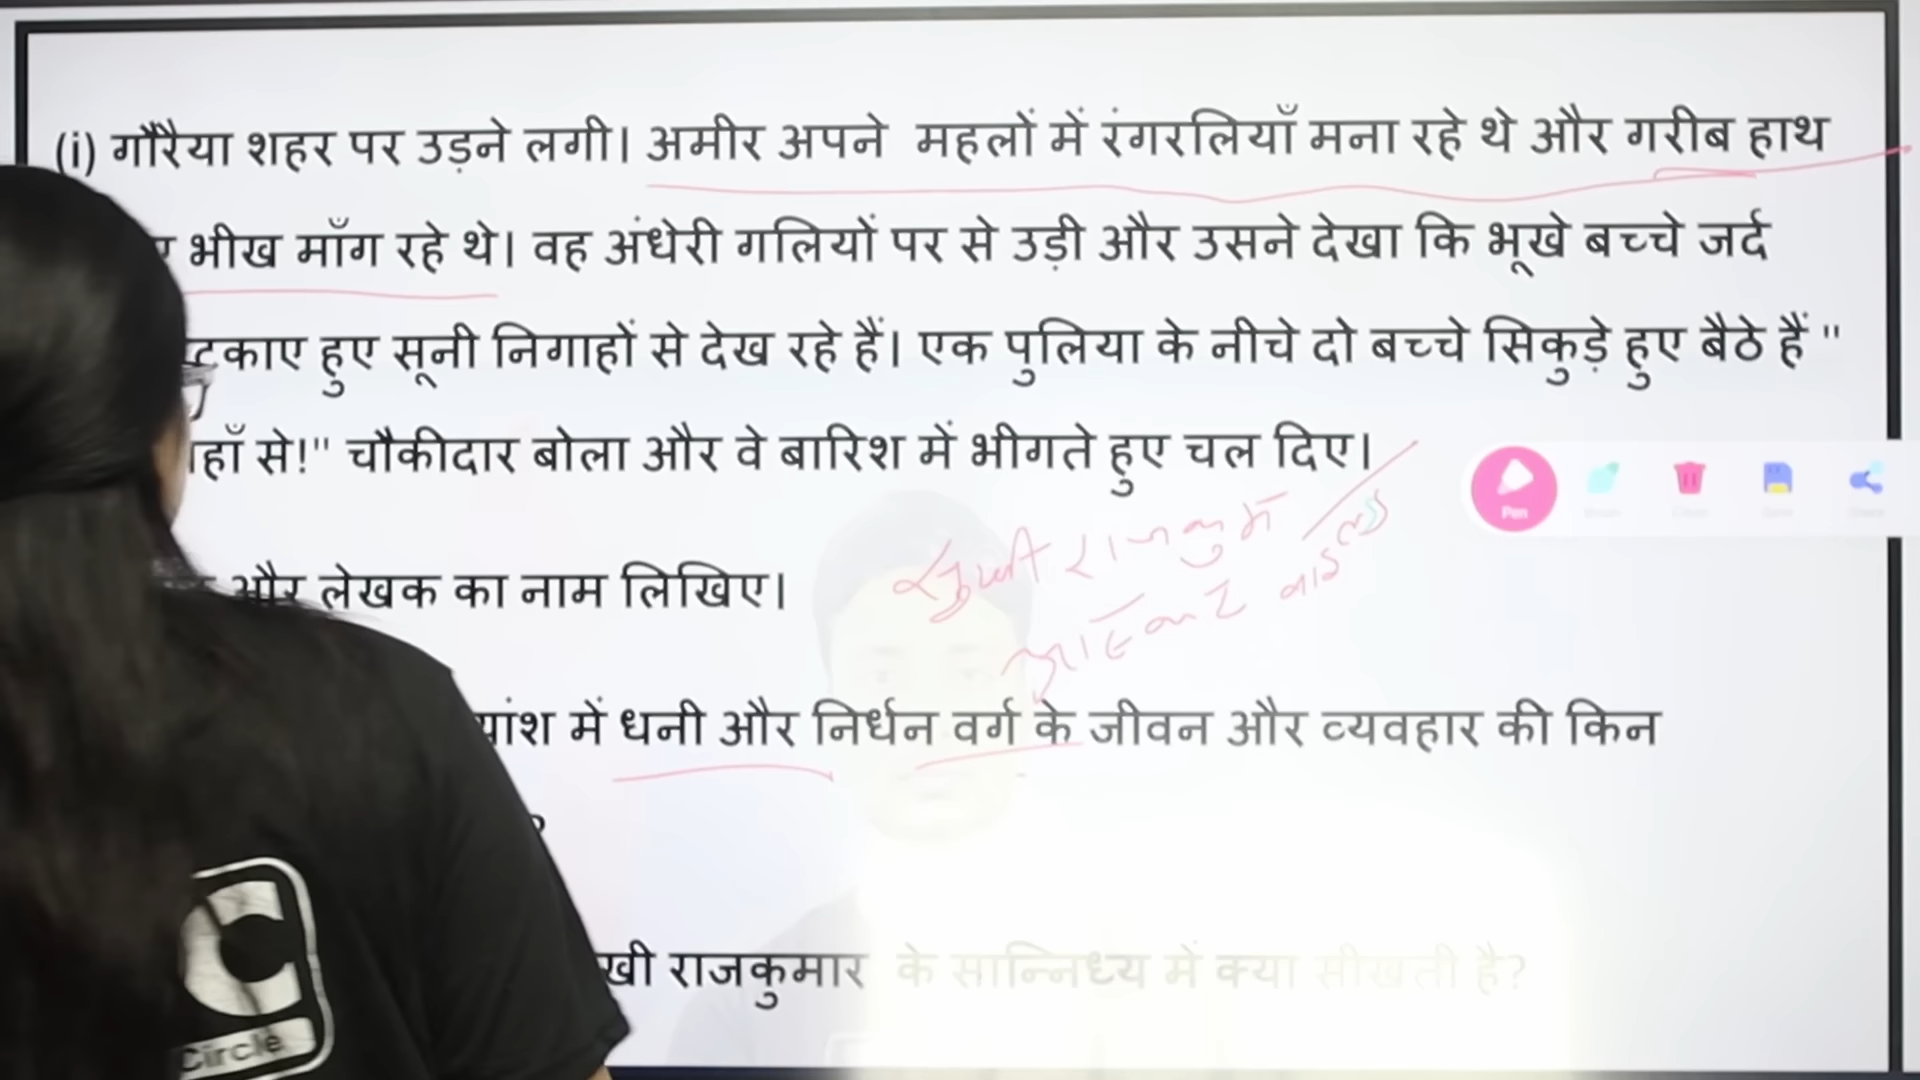 (i) गौरैया शहर पर उड़ने लगी। अमीर अपने महलों में रंगरलियाँ मना रहे थे और गरीब हाथ
भीख माँग रहे थे। वह अंधेरी गलियों पर से उड़ी और उसने देखा कि भूखे बच्चे जर्द
हुए सूनी निगाहों से देख रहे हैं। एक पुलिया के नीचे दो बच्चे सिकुड़े हुए बैठे हैं "
से!" चौकीदार बोला और वे बारिश में भीगते हुए चल दिए।
और लेखक का नाम लिखिए।
में धनी और निर्धन वर्ग के जीवन और व्यवहार की किन
राजकुमार के सान्निध्य में क्या सीखती है?
Pen
Circle